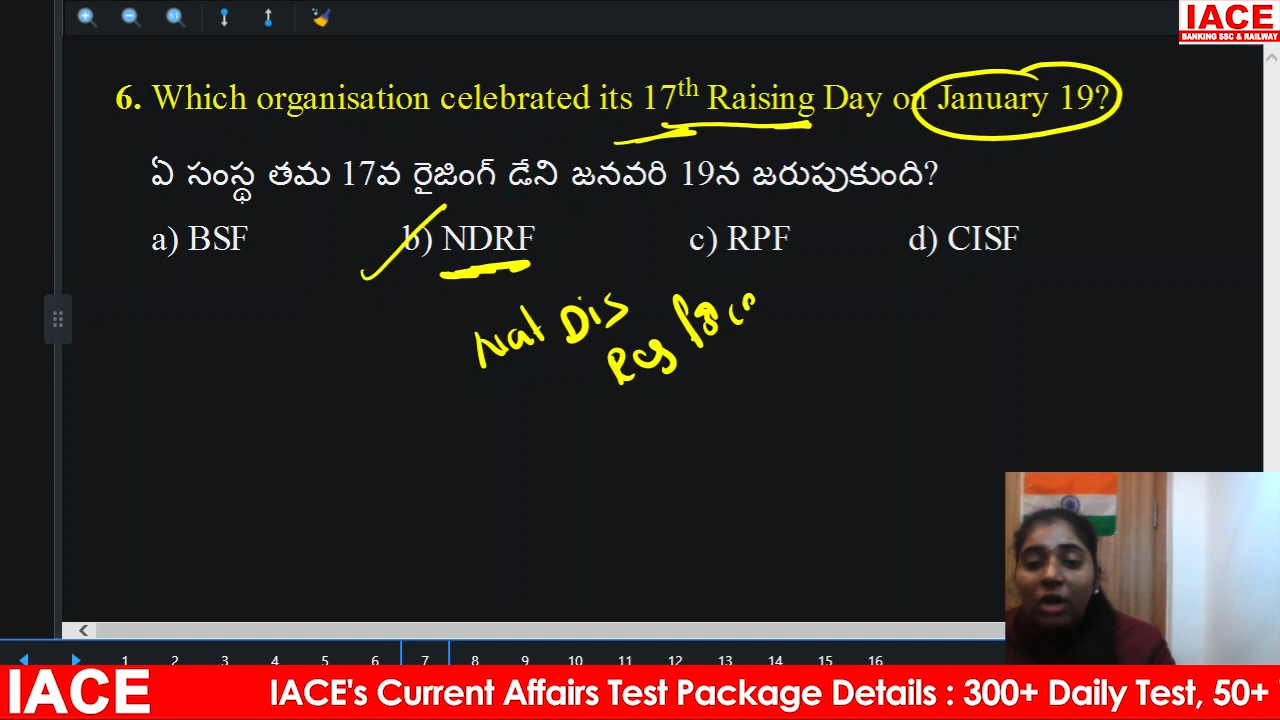 IACE
BANKING SSC & RAILWAY
6. Which organisation celebrated its 17th Raising Day on January 19?
ఏ సంస్థ తమ 17వ రైజింగ్ డేని జనవరి 19న జరుపుకుంది?
a) BSF b) NDRF c) RPF d) CISF
Nat Dis
Res
1 2 3 4 5 6 7 8 9 10 11 12 13 14 15 16
IACE IACE's Current Affairs Test Package Details : 300+ Daily Test, 50+